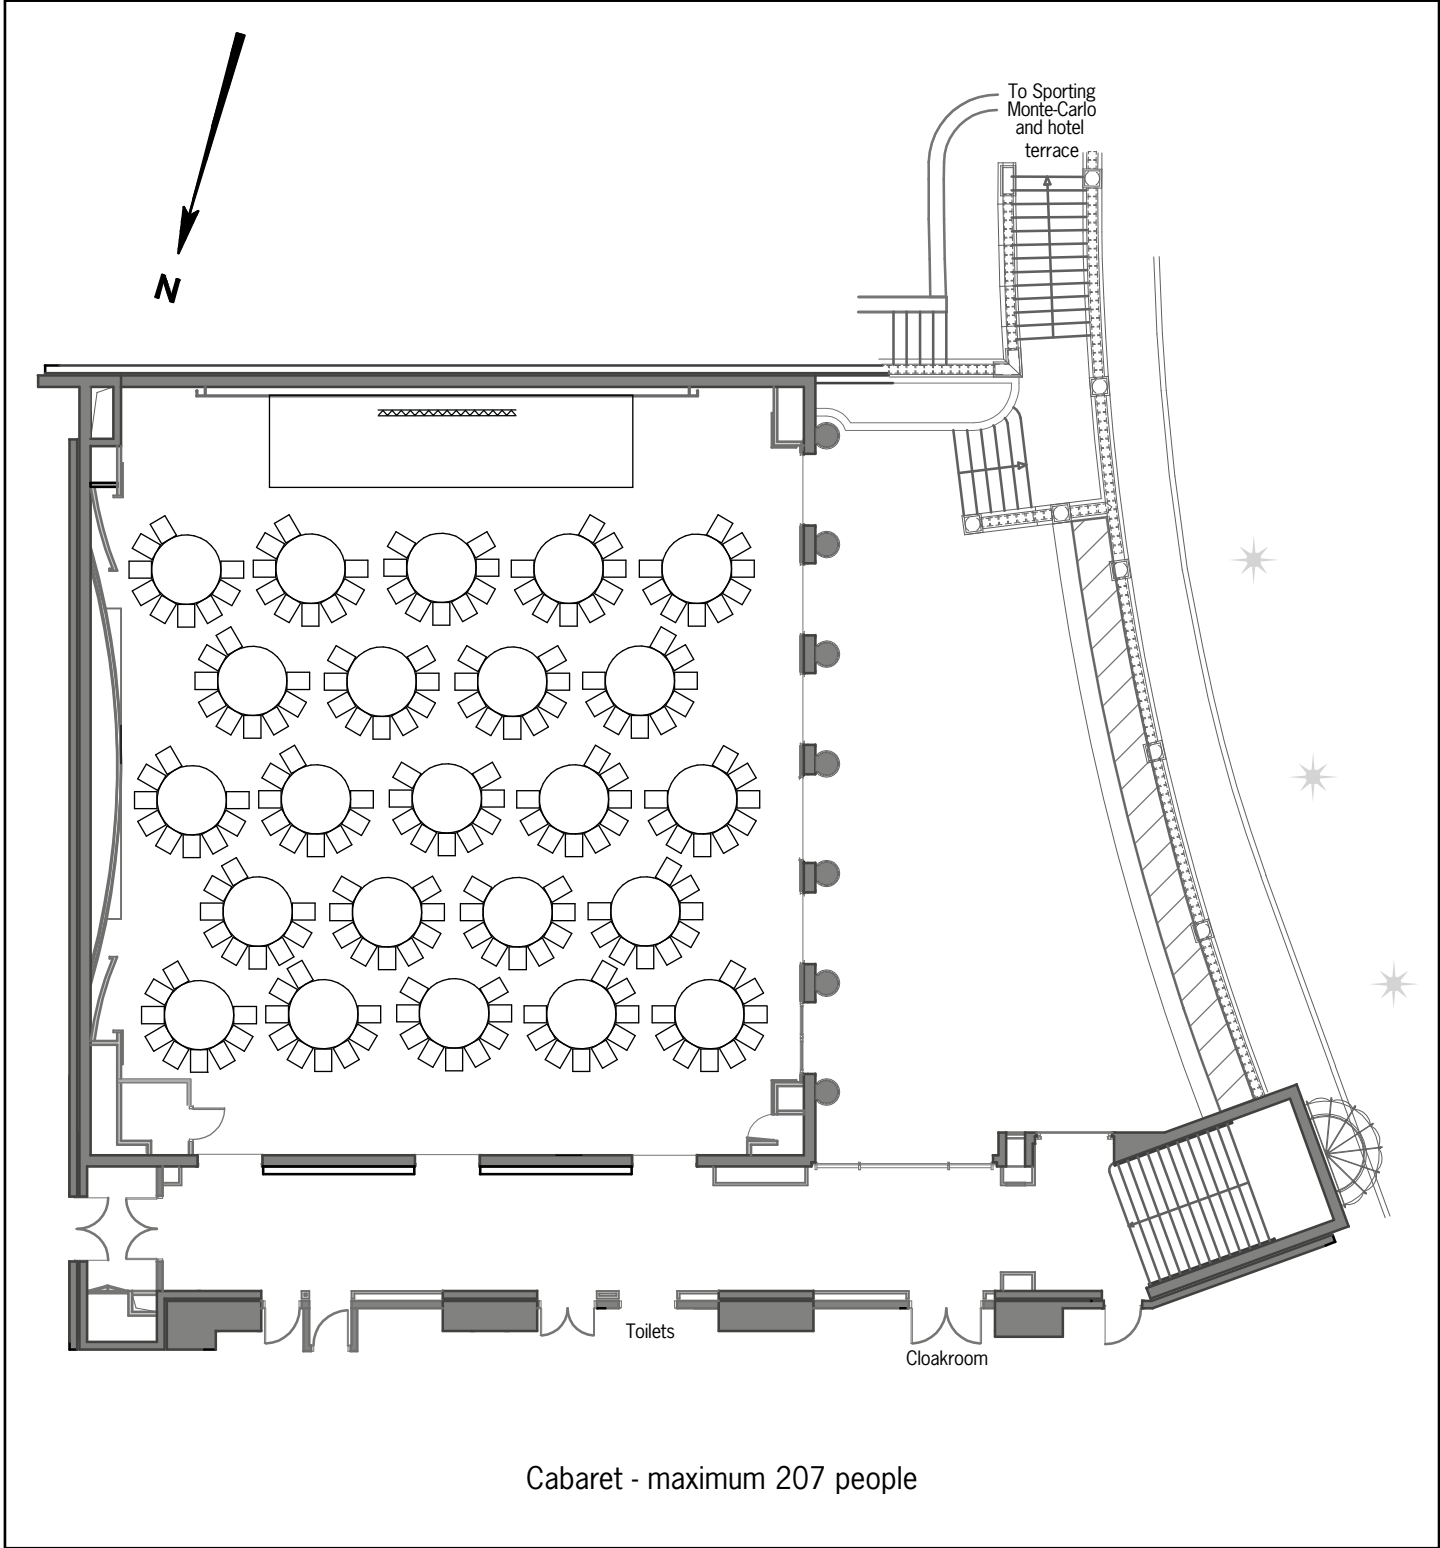 To Sporting
Monte-Carlo
and hotel
terrace
N
Toilets
Cloakroom
Cabaret - maximum 207 people